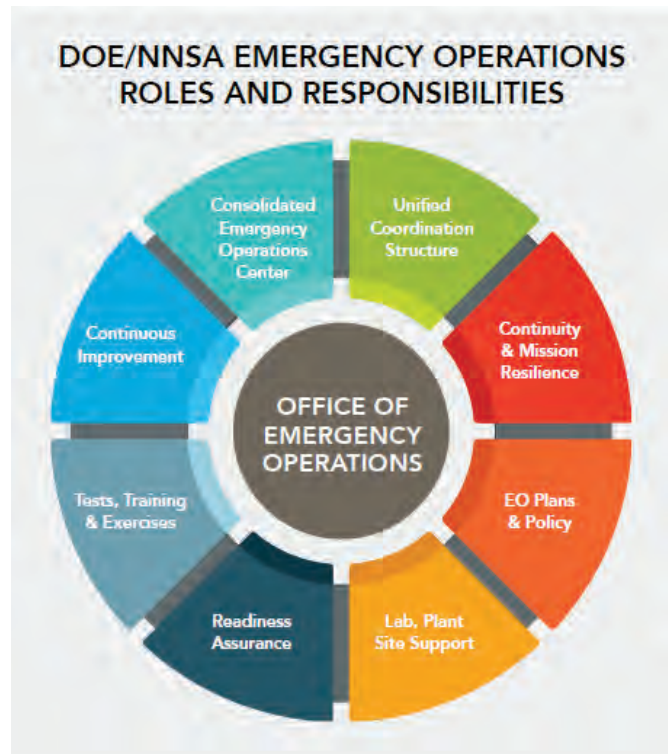 DOE/NNSA EMERGENCY OPERATIONS
ROLES AND RESPONSIBILITIES
Consolidated
Emergency
Operations
Center
Unified
Coordination
Structure
Continuity
& Mission
Resilience
EO Plans
& Policy
Lab, Plant
Site Support
Readiness
Assurance
Tests, Training
& Exercises
Continuous
Improvement
OFFICE OF
EMERGENCY
OPERATIONS